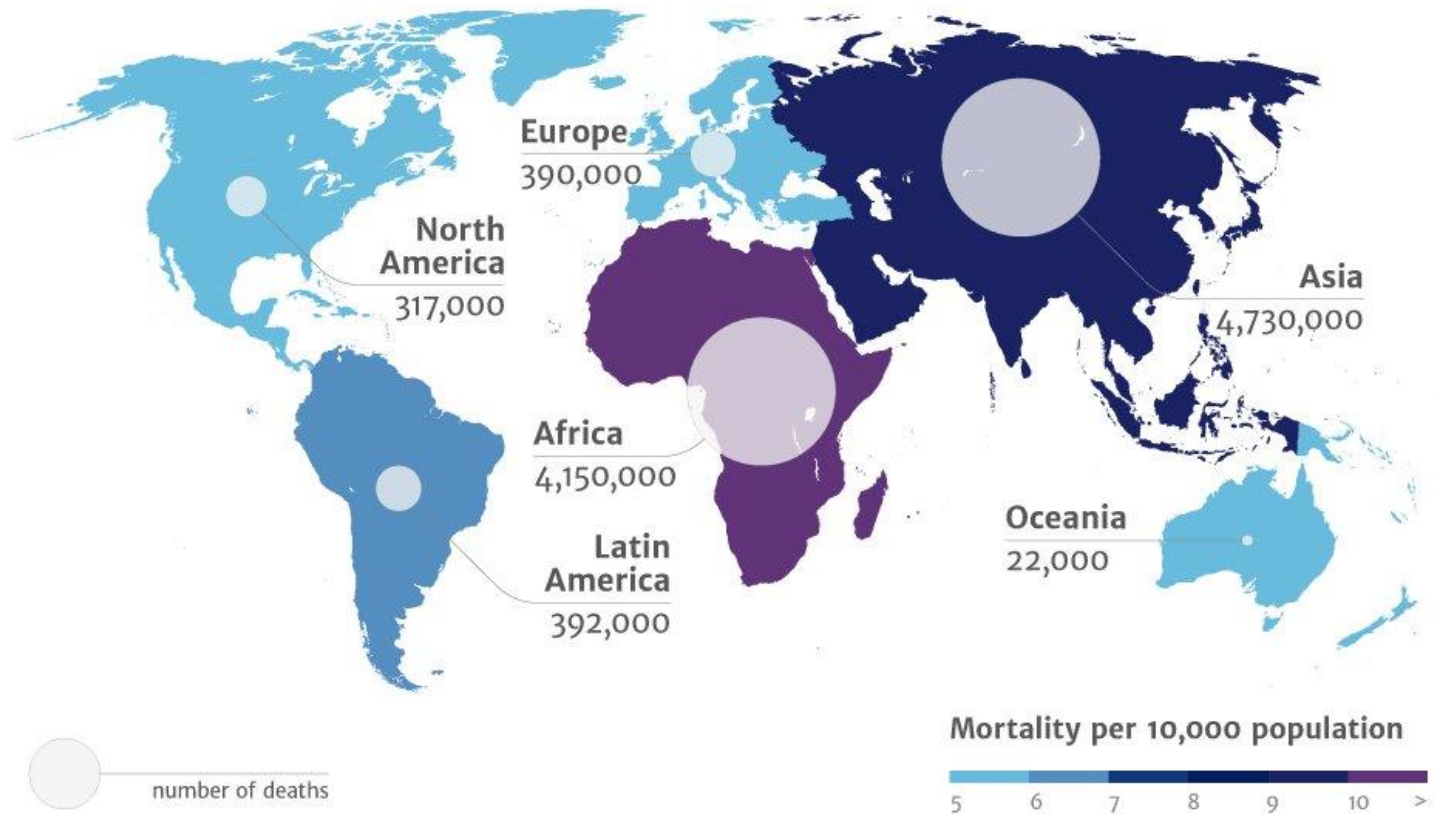 Europe
390,000
North
America
317,000
Asia
4,730,000
Africa
4,150,000
Oceania
22,000
Latin
America
392,000
Mortality per 10,000 population
5 6 7 8 9 10 >
number of deaths